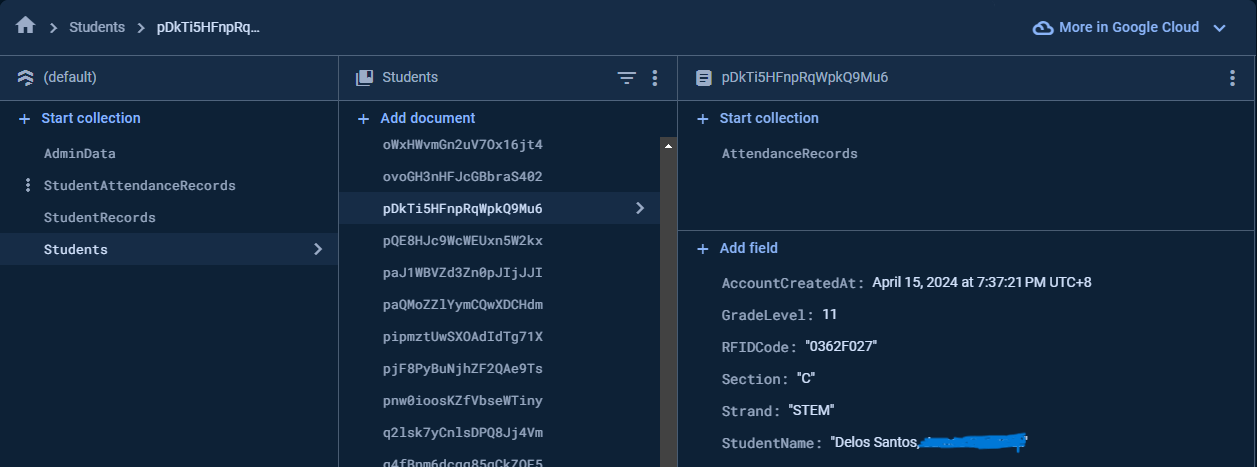 Students
pDkTi5HFnpRq…
More in Google Cloud
(default)
Students
pDkTi5HFnpRqWpkQ9Mu6
Start collection
AdminData
StudentAttendanceRecords
StudentRecords
Students
Add document
oWxHWvmGn2uV7Ox16jt4
ovoGH3nHFJcGBbraS402
pDkTi5HFnpRqWpkQ9Mu6
pQE8HJc9WcWEUxn5W2kx
paJ1WBVZd3Zn0pJIjJJI
paQMoZZlYymCQwXDCHdm
pipmztUwSXOAdIdTg71X
pjF8PyBuNjhZF2QAe9Ts
pnw0ioosKZfVbseWTiny
q2lsk7yCnlsDPQ8Jj4Vm
Start collection
AttendanceRecords
Add field
AccountCreatedAt: April 15, 2024 at 7:37:21 PM UTC+8
GradeLevel: 11
RFIDCode: "0362F027"
Section: "C"
Strand: "STEM"
StudentName: "Delos Santos,